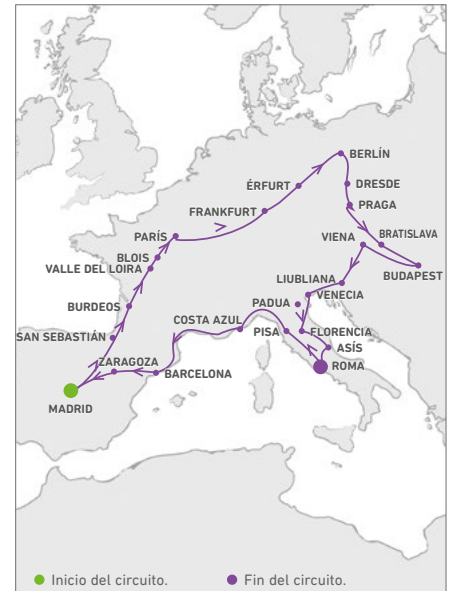 BERLÍN
ÉRFURT
DRESDE
PRAGA
FRANKFURT
PARÍS
VIENA
BRATISLAVA
BLOIS
VALLE DEL LOIRA
BUDAPEST
LIUBLIANA
VENECIA
PADUA
BURDEOS
COSTA AZUL
PISA
FLORENCIA
SAN SEBASTIÁN
ASÍS
ZARAGOZA
BARCELONA
ROMA
MADRID
Inicio del circuito.
Fin del circuito.